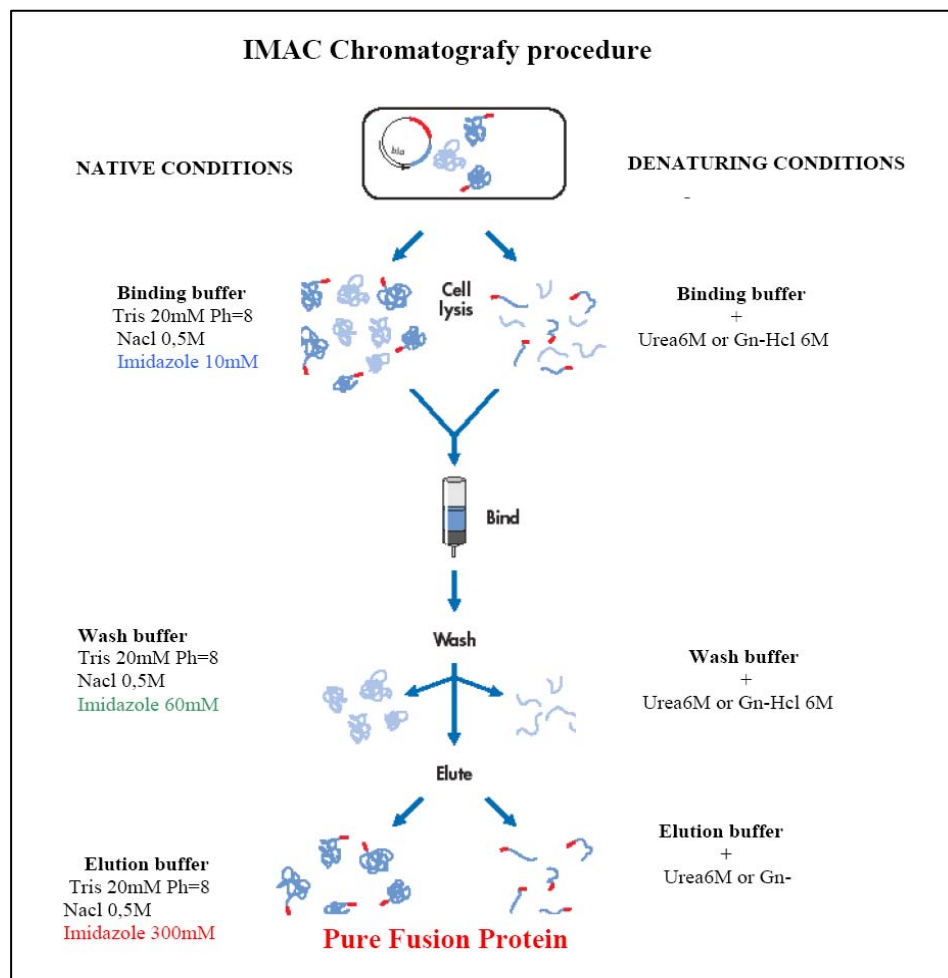 IMAC Chromatografy procedure
bla
NATIVE CONDITIONS
DENATURING CONDITIONS
-
Binding buffer
Tris 20mM Ph=8
Nacl 0,5M
Imidazole 10mM
Cell
lysis
Binding buffer
+
Urea6M or Gn-Hcl 6M
Bind
Wash buffer
Tris 20mM Ph=8
Nacl 0,5M
Imidazole 60mM
Wash
Wash buffer
+
Urea6M or Gn-Hcl 6M
Elute
Elution buffer
Tris 20mM Ph=8
Nacl 0,5M
Imidazole 300mM
Elution buffer
+
Urea6M or Gn-
Pure Fusion Protein